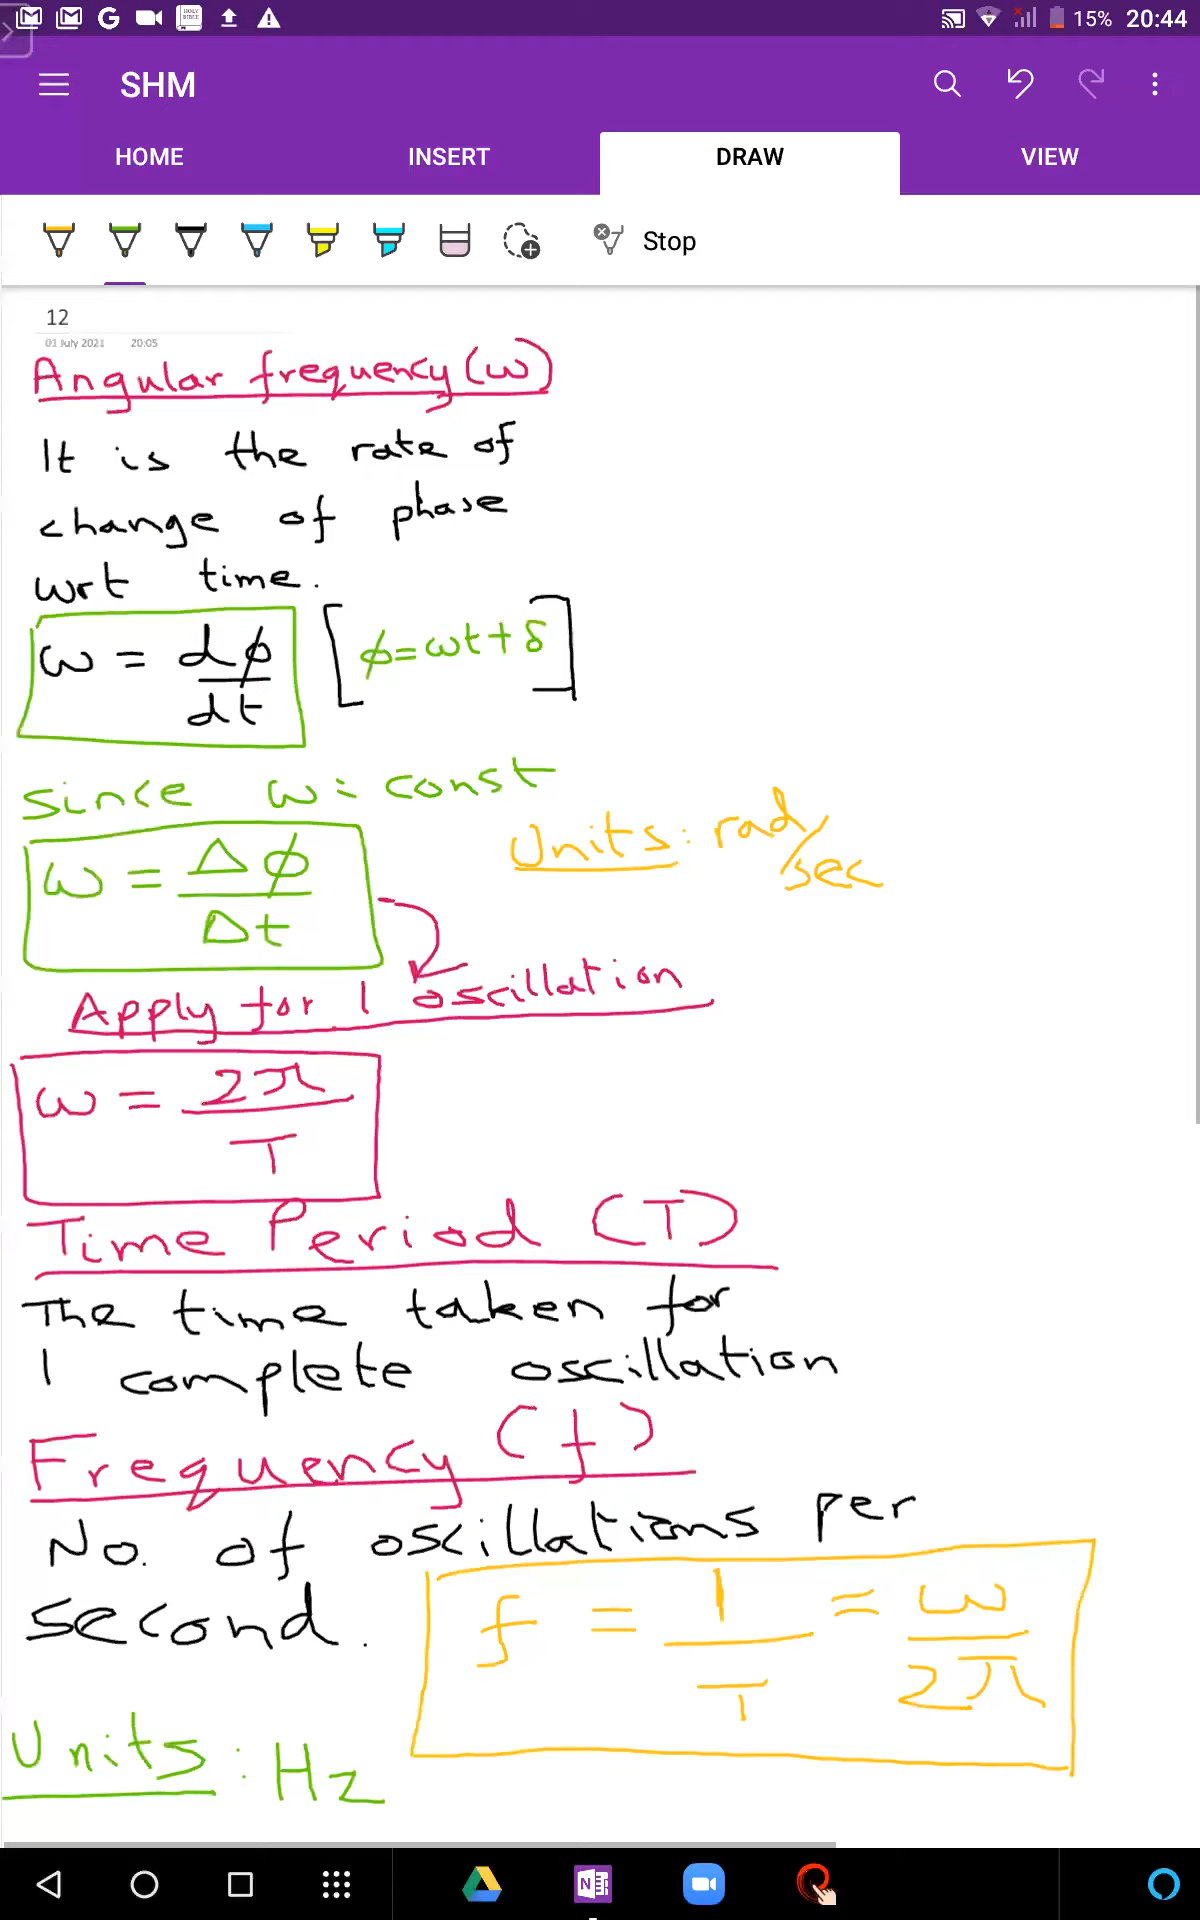 15% 20:44
SHM
HOME INSERT DRAW VIEW
Stop
12
01 July 2021 20:05
Angular frequency (ω)
It is the rate of
change of phase
wrt time.
ω = dϕ/dt [ϕ = ωt + δ]
since ω = const
Units: rad/sec
ω = Δϕ/Δt
Apply for 1 oscillation
ω = 2π/T
Time Period (T)
The time taken for
1 complete oscillation
Frequency (f)
No. of oscillations per
second.
f = 1/T = ω/2π
Units: Hz